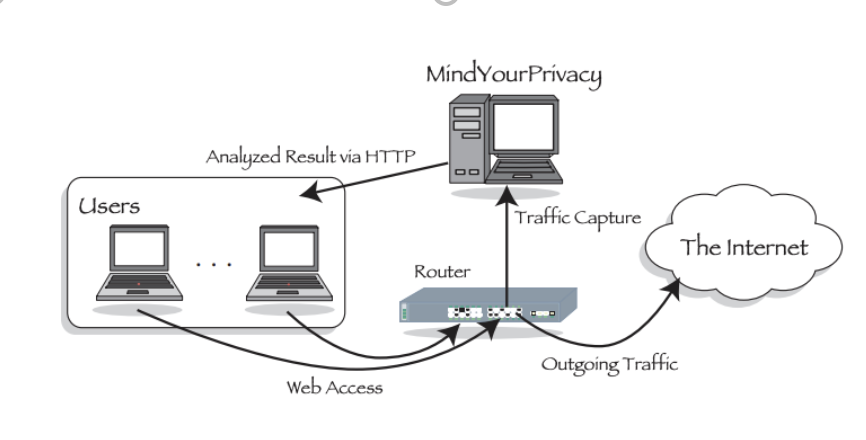 MindYourPrivacy
Analyzed Result via HTTP
Users
. . .
Traffic Capture
The Internet
Router
Outgoing Traffic
Web Access